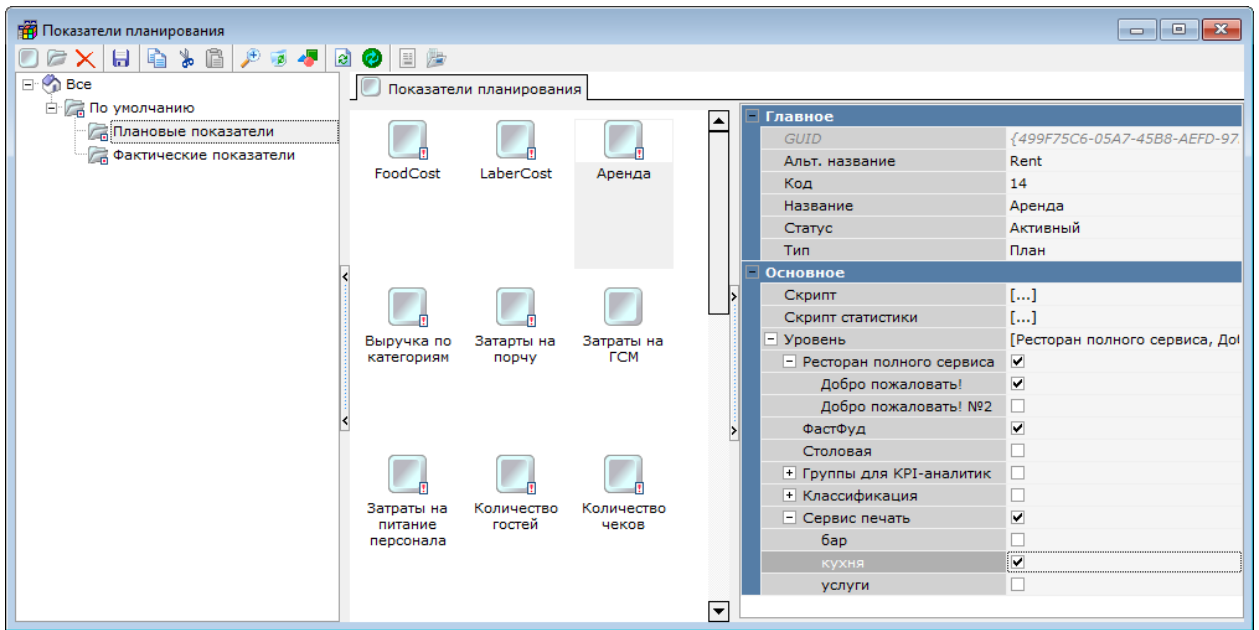 Показатели планирования
Все
По умолчанию
Плановые показатели
Фактические показатели
Показатели планирования
FoodCost
LaberCost
Аренда
Выручка по
категориям
Затарты на
порчу
Затраты на
ГСМ
Затраты на
питание
персонала
Количество
гостей
Количество
чеков
Главное
GUID {499F75C6-05A7-45B8-AEFD-97
Альт. название Rent
Код 14
Название Аренда
Статус Активный
Тип План
Основное
Скрипт [...]
Скрипт статистики [...]
Уровень [Ресторан полного сервиса, Доб
Ресторан полного сервиса
Добро пожаловать!
Добро пожаловать! №2
ФастФуд
Столовая
Группы для KPI-аналитик
Классификация
Сервис печать
бар
кухня
услуги